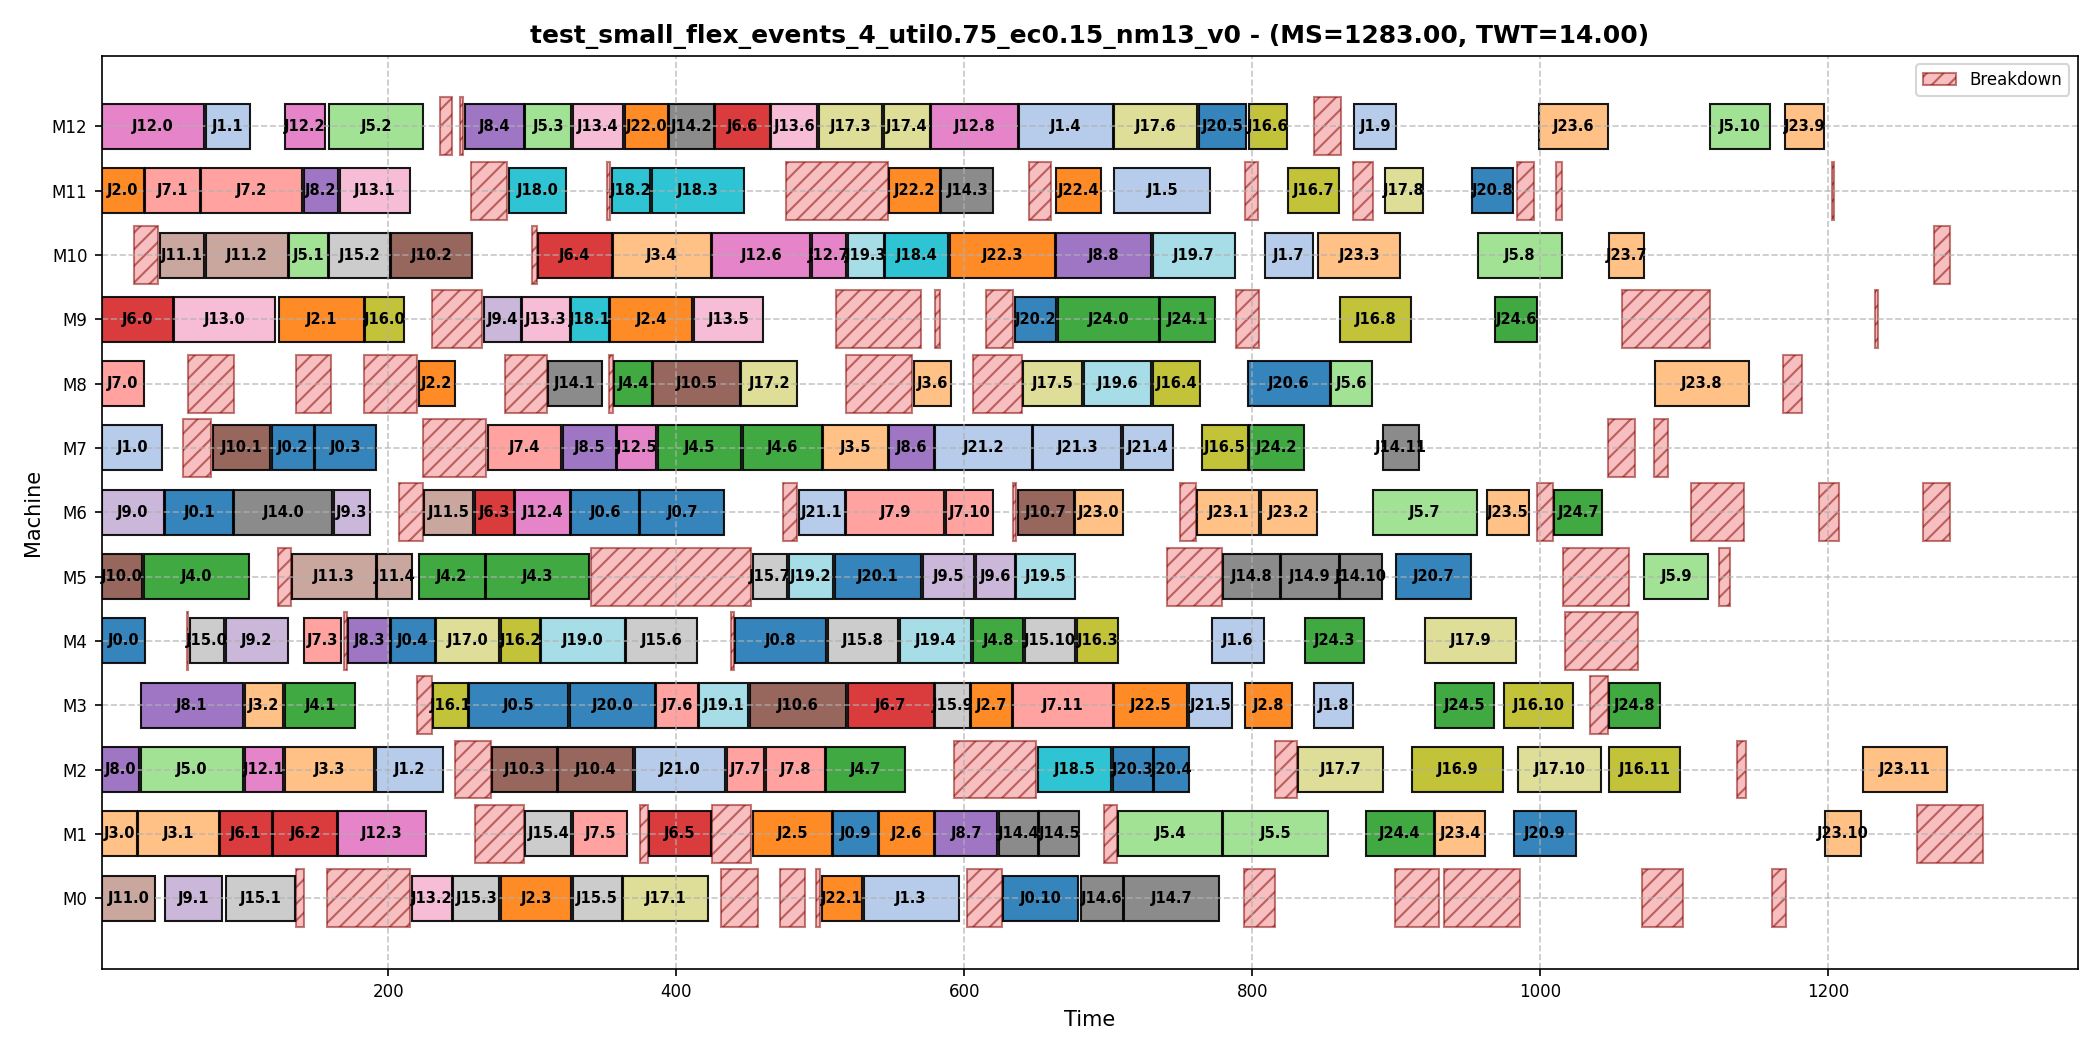 test_small_flex_events_4_util0.75_ec0.15_nm13_v0 - (MS=1283.00, TWT=14.00)
Breakdown
M12 J12.0 J1.1 J12.2 J5.2 J8.4 J5.3 J13.4 J22.0 J14.2 J6.6 J13.6 J17.3 J17.4 J12.8 J1.4 J17.6 J20.5 J16.6 J1.9 J23.6 J5.10 J23.9
M11 J2.0 J7.1 J7.2 J8.2 J13.1 J18.0 J18.2 J18.3 J22.2 J14.3 J22.4 J1.5 J16.7 J17.8 J20.8
M10 J11.1 J11.2 J5.1 J15.2 J10.2 J6.4 J3.4 J12.6 J12.7 J19.3 J18.4 J22.3 J8.8 J19.7 J1.7 J23.3 J5.8 J23.7
M9 J6.0 J13.0 J2.1 J16.0 J9.4 J13.3 J18.1 J2.4 J13.5 J20.2 J24.0 J24.1 J16.8 J24.6
M8 J7.0 J2.2 J14.1 J4.4 J10.5 J17.2 J3.6 J17.5 J19.6 J16.4 J20.6 J5.6 J23.8
M7 J1.0 J10.1 J0.2 J0.3 J7.4 J8.5 J12.5 J4.5 J4.6 J3.5 J8.6 J21.2 J21.3 J21.4 J16.5 J24.2 J14.11
M6 J9.0 J0.1 J14.0 J9.3 J11.5 J6.3 J12.4 J0.6 J0.7 J21.1 J7.9 J7.10 J10.7 J23.0 J23.1 J23.2 J5.7 J23.5 J24.7
M5 J10.0 J4.0 J11.3 J11.4 J4.2 J4.3 J15.7 J19.2 J20.1 J9.5 J9.6 J19.5 J14.8 J14.9 J14.10 J20.7 J5.9
M4 J0.0 J15.0 J9.2 J7.3 J8.3 J0.4 J17.0 J16.2 J19.0 J15.6 J0.8 J15.8 J19.4 J4.8 J15.10 J16.3 J1.6 J24.3 J17.9
M3 J8.1 J3.2 J4.1 J16.1 J0.5 J20.0 J7.6 J19.1 J10.6 J6.7 J15.9 J2.7 J7.11 J22.5 J21.5 J2.8 J1.8 J24.5 J16.10 J24.8
M2 J8.0 J5.0 J12.1 J3.3 J1.2 J10.3 J10.4 J21.0 J7.7 J7.8 J4.7 J18.5 J20.3 J20.4 J17.7 J16.9 J17.10 J16.11 J23.11
M1 J3.0 J3.1 J6.1 J6.2 J12.3 J15.4 J7.5 J6.5 J2.5 J0.9 J2.6 J8.7 J14.4 J14.5 J5.4 J5.5 J24.4 J23.4 J20.9 J23.10
M0 J11.0 J9.1 J15.1 J13.2 J15.3 J2.3 J15.5 J17.1 J22.1 J1.3 J0.10 J14.6 J14.7
200 400 600 800 1000 1200
Time
Machine